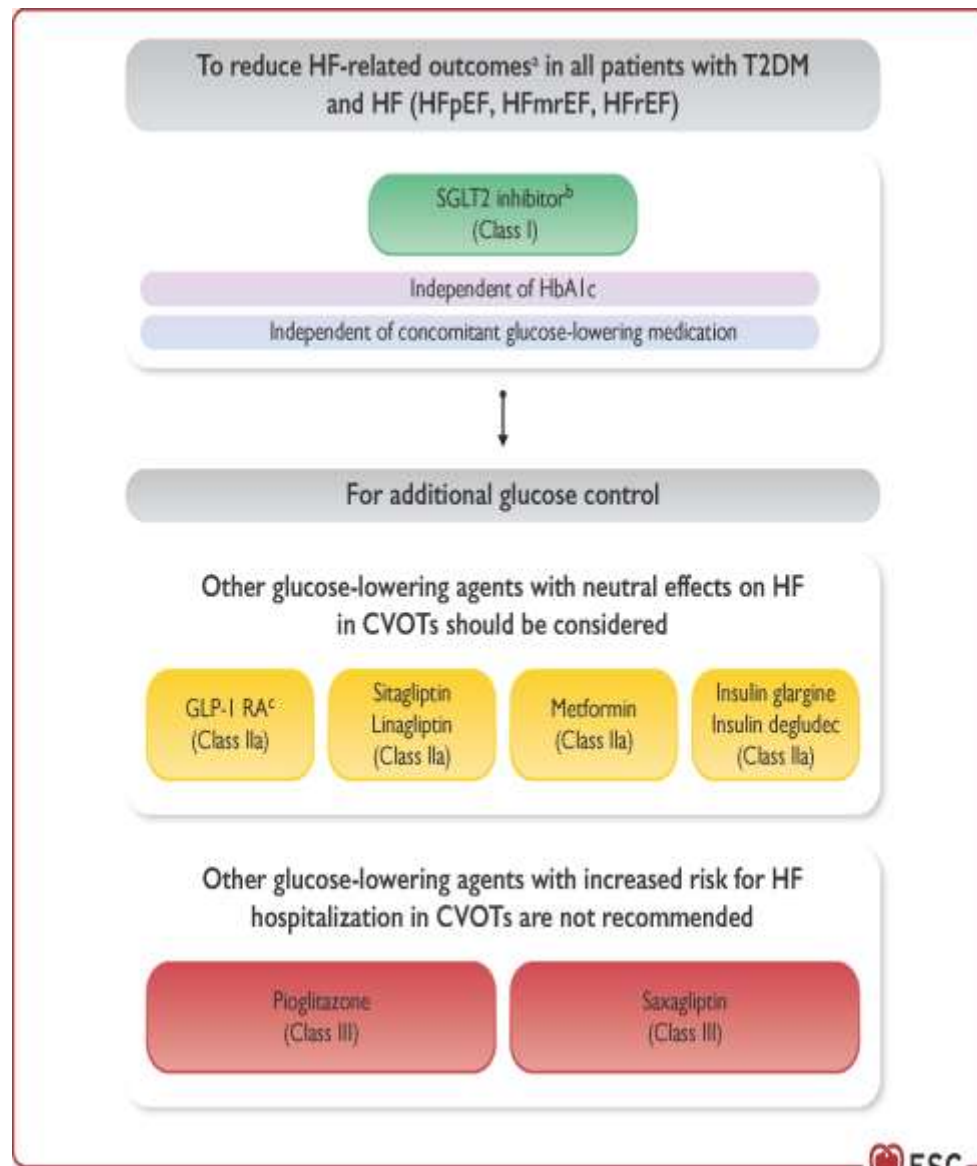 To reduce HF-related outcomesᵃ in all patients with T2DM
and HF (HFpEF, HFmrEF, HFrEF)
SGLT2 inhibitorᵇ
(Class I)
Independent of HbA1c
Independent of concomitant glucose-lowering medication
For additional glucose control
Other glucose-lowering agents with neutral effects on HF
in CVOTs should be considered
GLP-1 RAᶜ
(Class IIa)
Sitagliptin
Linagliptin
(Class IIa)
Metformin
(Class IIa)
Insulin glargine
Insulin degludec
(Class IIa)
Other glucose-lowering agents with increased risk for HF
hospitalization in CVOTs are not recommended
Pioglitazone
(Class III)
Saxagliptin
(Class III)
ESC